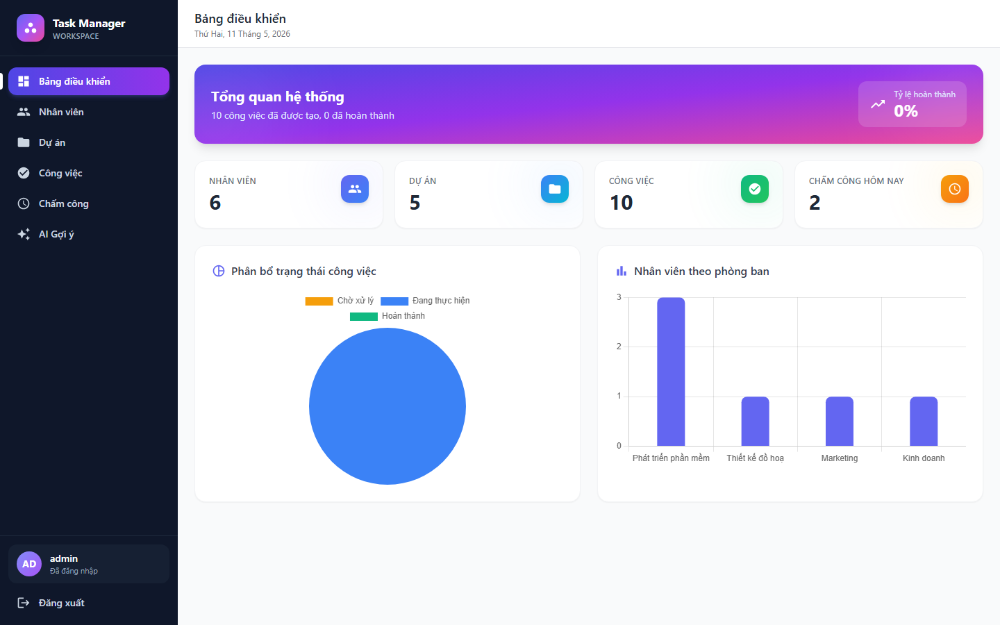 Task Manager
WORKSPACE
Bảng điều khiển
Nhân viên
Dự án
Công việc
Chấm công
AI Gợi ý
AD
admin
Đã đăng nhập
Đăng xuất
Bảng điều khiển
Thứ Hai, 11 Tháng 5, 2026
Tổng quan hệ thống
10 công việc đã được tạo, 0 đã hoàn thành
Tỷ lệ hoàn thành
0%
NHÂN VIÊN
6
DỰ ÁN
5
CÔNG VIỆC
10
CHẤM CÔNG HÔM NAY
2
Phân bổ trạng thái công việc
Chờ xử lý
Đang thực hiện
Hoàn thành
Nhân viên theo phòng ban
3
2
1
0
Phát triển phần mềm
Thiết kế đồ hoạ
Marketing
Kinh doanh